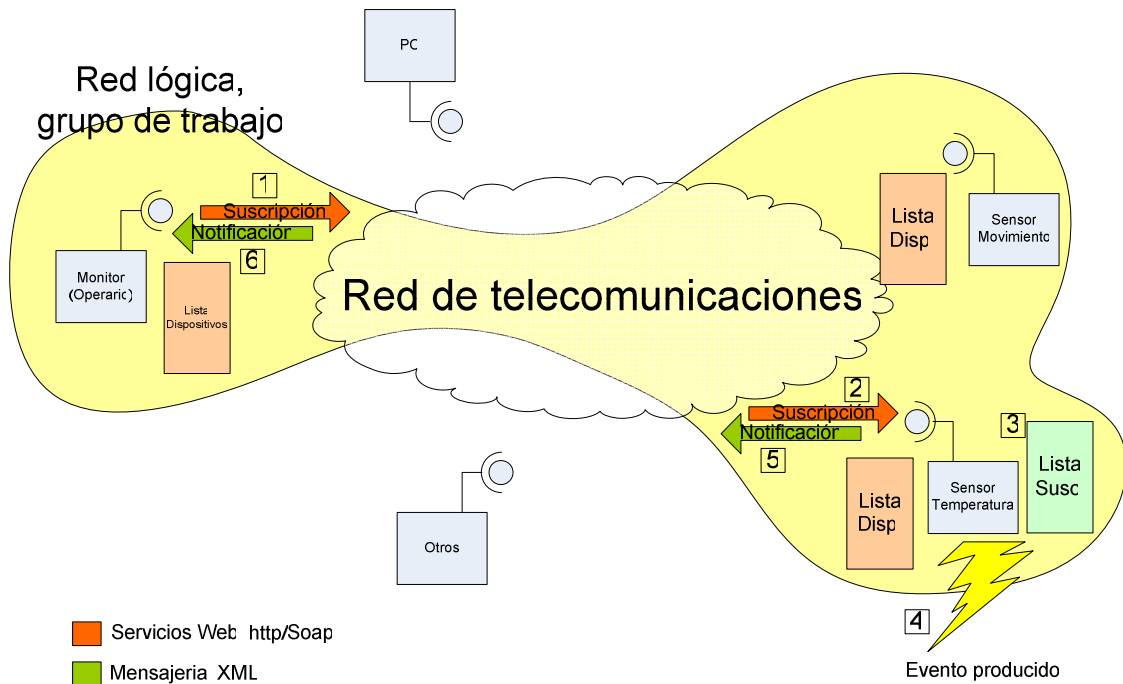 PC
Red lógica,
grupo de trabajo
1
Suscripción
Notificación
6
Monitor
(Operario)
Lista
Dispositivos
Red de telecomunicaciones
Lista
Disp
Sensor
Movimiento
2
Suscripción
Notificación
5
3
Lista
Disp
Sensor
Temperatura
Lista
Susc
Otros
4
Evento producido
Servicios Web http/Soap
Mensajeria XML